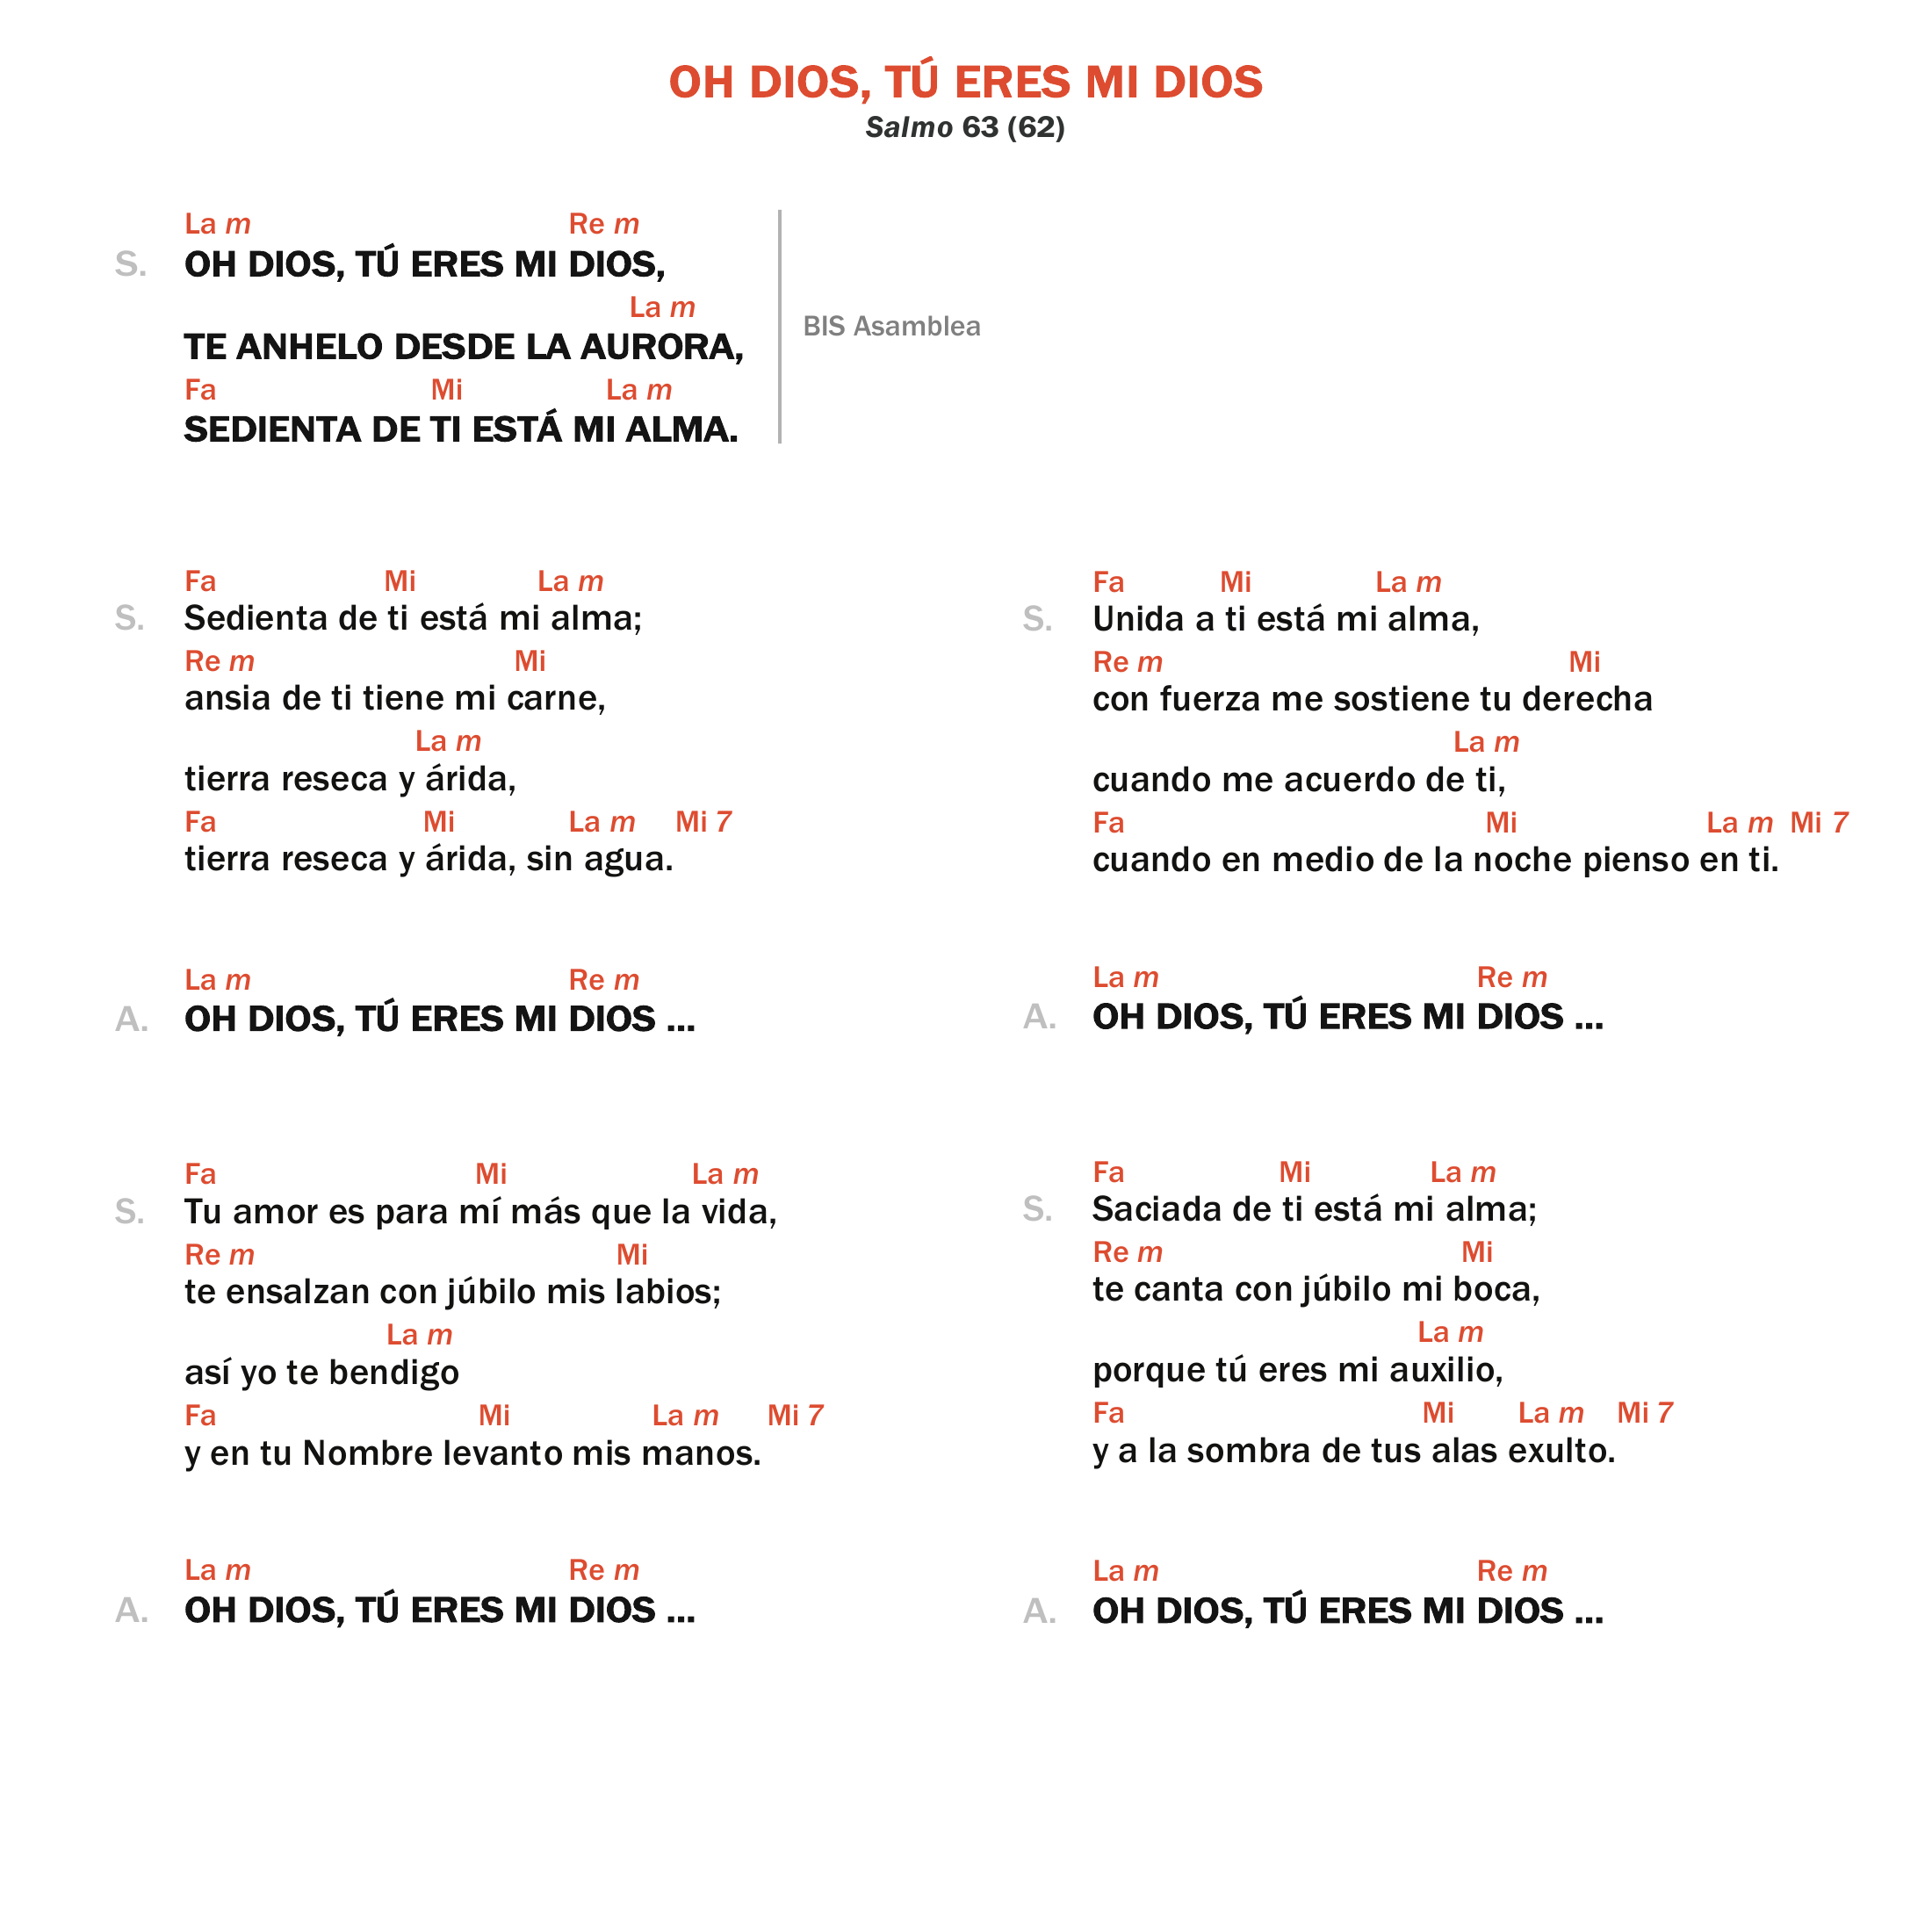 OH DIOS, TÚ ERES MI DIOS
Salmo 63 (62)
La m Re m
S. OH DIOS, TÚ ERES MI DIOS,
La m
TE ANHELO DESDE LA AURORA,
Fa Mi La m
SEDIENTA DE TI ESTÁ MI ALMA.
BIS Asamblea
Fa Mi La m
S. Sedienta de ti está mi alma;
Re m Mi
ansia de ti tiene mi carne,
La m
tierra reseca y árida,
Fa Mi La m Mi 7
tierra reseca y árida, sin agua.
La m Re m
A. OH DIOS, TÚ ERES MI DIOS ...
Fa Mi La m
S. Tu amor es para mí más que la vida,
Re m Mi
te ensalzan con júbilo mis labios;
La m
así yo te bendigo
Fa Mi La m Mi 7
y en tu Nombre levanto mis manos.
La m Re m
A. OH DIOS, TÚ ERES MI DIOS ...
Fa Mi La m
S. Unida a ti está mi alma,
Re m Mi
con fuerza me sostiene tu derecha
La m
cuando me acuerdo de ti,
Fa Mi La m Mi 7
cuando en medio de la noche pienso en ti.
La m Re m
A. OH DIOS, TÚ ERES MI DIOS ...
Fa Mi La m
S. Saciada de ti está mi alma;
Re m Mi
te canta con júbilo mi boca,
La m
porque tú eres mi auxilio,
Fa Mi La m Mi 7
y a la sombra de tus alas exulto.
La m Re m
A. OH DIOS, TÚ ERES MI DIOS ...